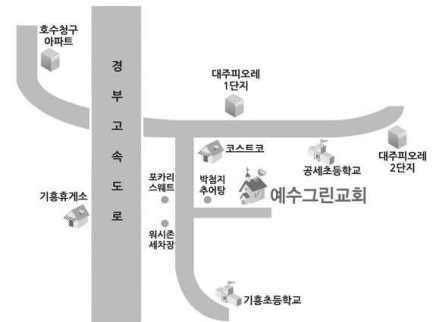 호수청구
아파트
경부고속도로
대주피오레
1단지
코스트코
공세초등학교
대주피오레
2단지
포카리
스웨트
박첨지
추어탕
예수그린교회
기흥휴게소
워시존
세차장
기흥초등학교